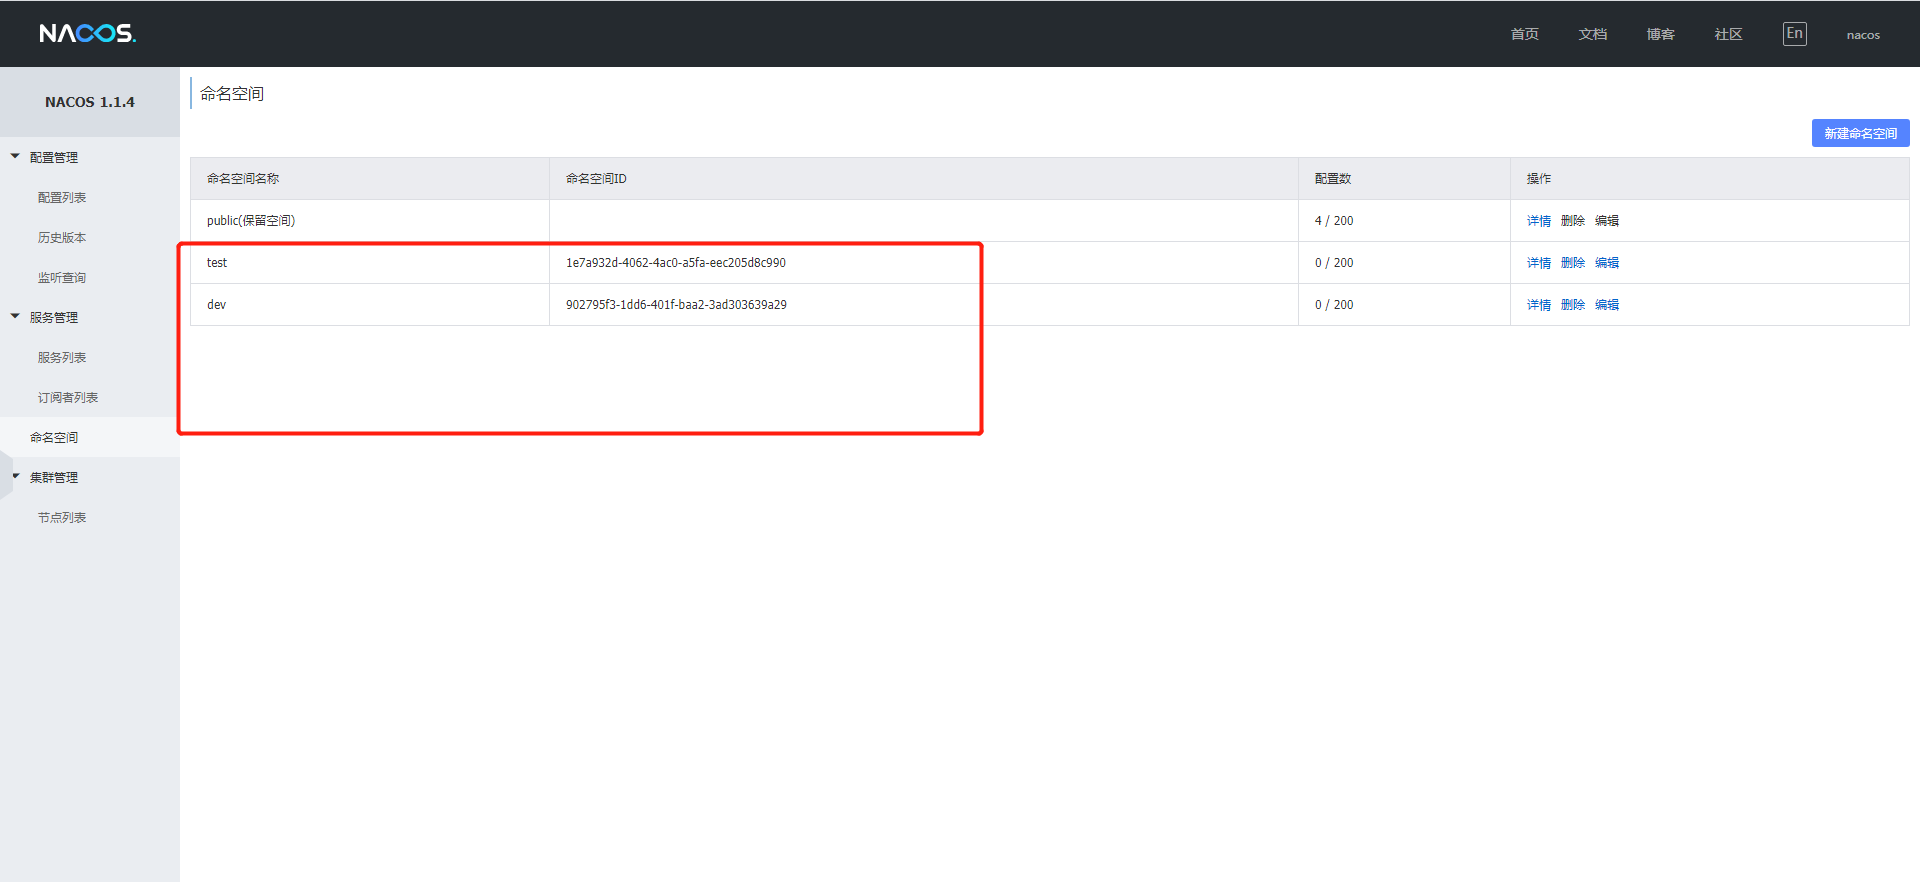 NACOS.
首页 文档 博客 社区 En nacos
NACOS 1.1.4
配置管理
配置列表
历史版本
监听查询
服务管理
服务列表
订阅者列表
命名空间
集群管理
节点列表
命名空间
新建命名空间
命名空间名称 命名空间ID 配置数 操作
public(保留空间) 4 / 200 详情 删除 编辑
test 1e7a932d-4062-4ac0-a5fa-eec205d8c990 0 / 200 详情 删除 编辑
dev 902795f3-1dd6-401f-baa2-3ad303639a29 0 / 200 详情 删除 编辑